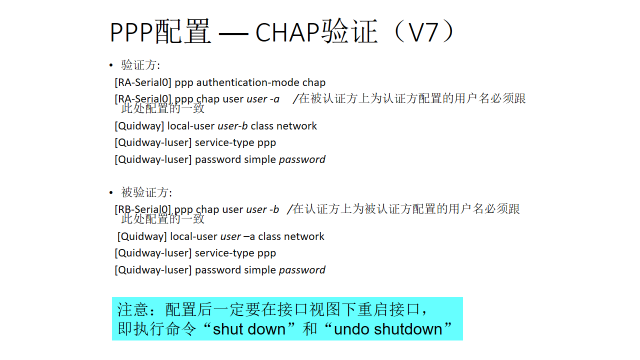 PPP配置 — CHAP验证（V7）
• 验证方:
[RA-Serial0] ppp authentication-mode chap
[RA-Serial0] ppp chap user user -a /在被认证方上为认证方配置的用户名必须跟
此处配置的一致
[Quidway] local-user user-b class network
[Quidway-luser] service-type ppp
[Quidway-luser] password simple password
• 被验证方:
[RB-Serial0] ppp chap user user -b /在认证方上为被认证方配置的用户名必须跟
此处配置的一致
[Quidway] local-user user –a class network
[Quidway-luser] service-type ppp
[Quidway-luser] password simple password
注意：配置后一定要在接口视图下重启接口，
即执行命令“shut down”和“undo shutdown”